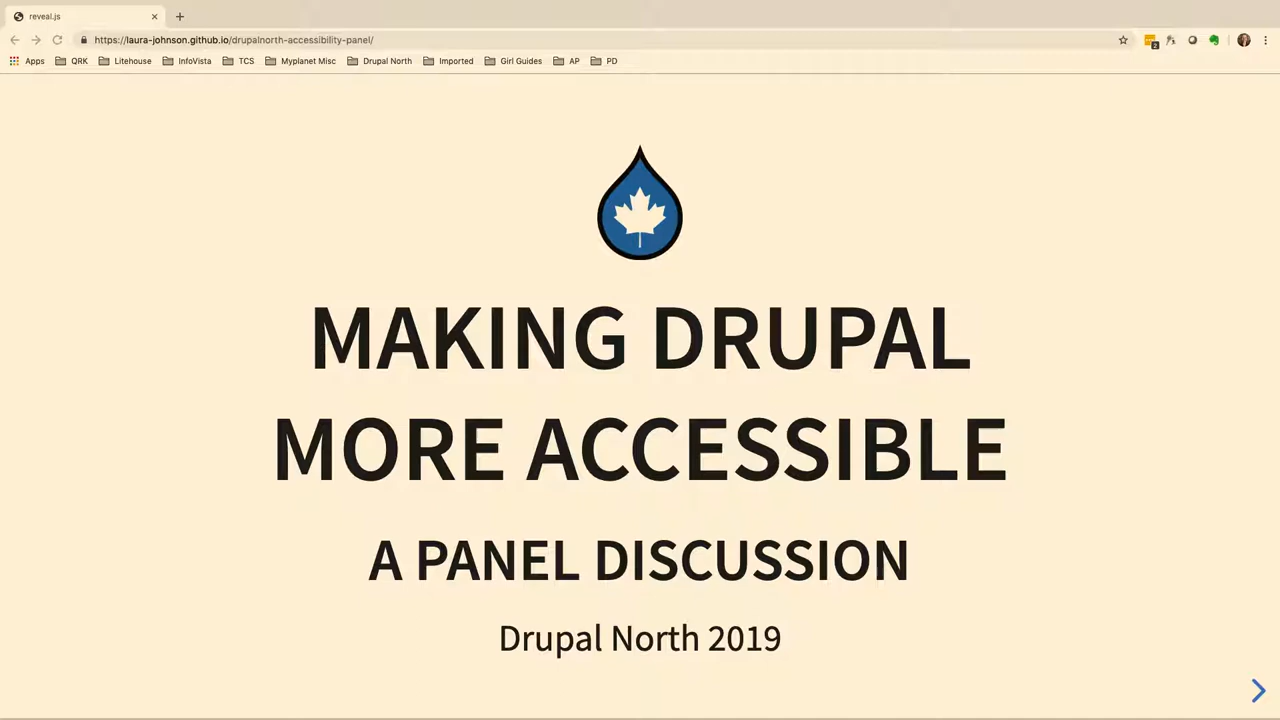 reveal.js
https://laura-johnson.github.io/drupalnorth-accessibility-panel/
2
Apps QRK Litehouse InfoVista TCS Myplanet Misc Drupal North Imported Girl Guides AP PD
MAKING DRUPAL
MORE ACCESSIBLE
A PANEL DISCUSSION
Drupal North 2019